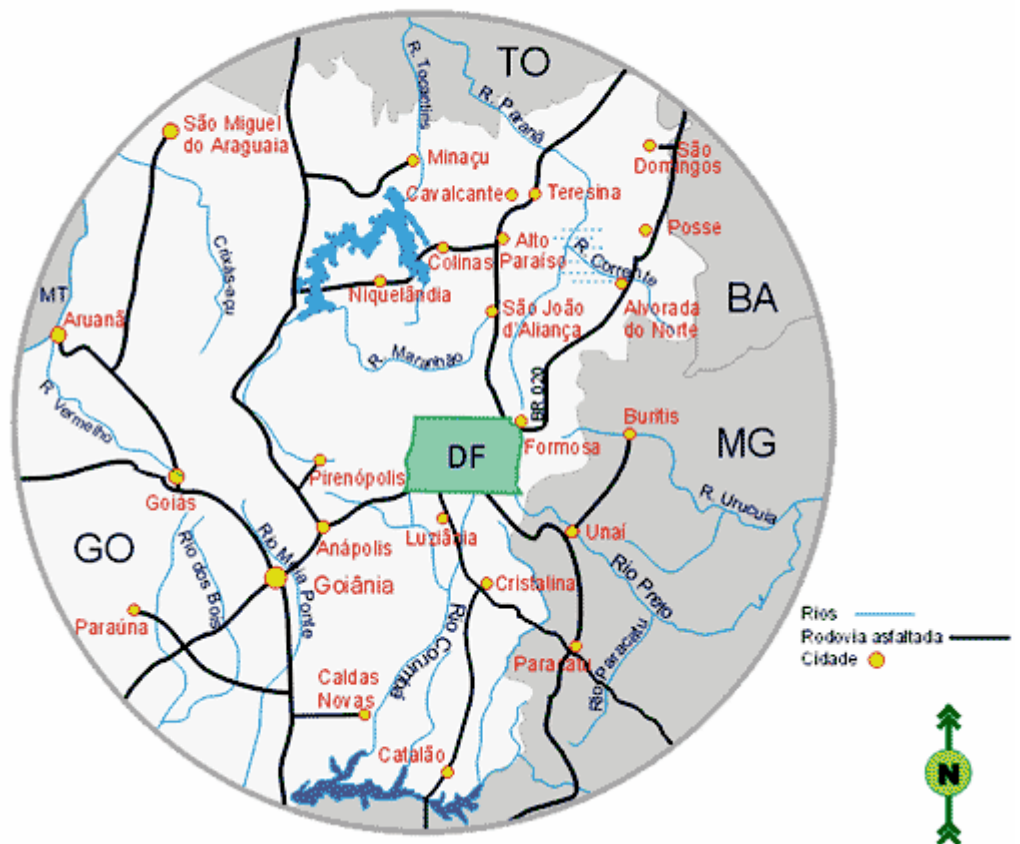 TO
R. Tocantins
R. Paranã
São Miguel
do Araguaia
Minaçu
São
Domingos
Cavalcante
Teresina
Posse
Crixás-açu
Alto
Paraíso
Colinas
R. Corrente
MT
Niquelândia
BA
Aruanã
São João
d'Aliança
Alvorada
do Norte
R. Maranhão
BR 020
R. Vermelho
Buritis
MG
Formosa
DF
Pirenópolis
R. Urucuia
Goiás
Luziânia
Unaí
GO
Anápolis
Rio Meia Ponte
Rio dos Bois
Goiânia
Cristalina
Rio Preto
Paraúna
Rios
Rodovia asfaltada
Cidade
Rio Corumbá
Paracatu
Rio Paracatu
Caldas
Novas
Catalão
N